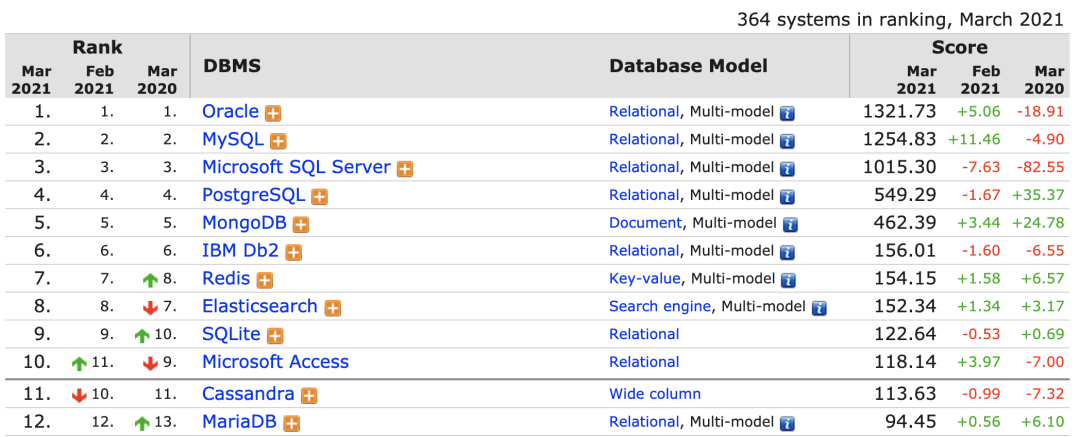 364 systems in ranking, March 2021
Rank DBMS Database Model Score
Mar 2021 Feb 2021 Mar 2020 Mar 2021 Feb 2021 Mar 2020
1. 1. 1. Oracle Relational, Multi-model 1321.73 +5.06 -18.91
2. 2. 2. MySQL Relational, Multi-model 1254.83 +11.46 -4.90
3. 3. 3. Microsoft SQL Server Relational, Multi-model 1015.30 -7.63 -82.55
4. 4. 4. PostgreSQL Relational, Multi-model 549.29 -1.67 +35.37
5. 5. 5. MongoDB Document, Multi-model 462.39 +3.44 +24.78
6. 6. 6. IBM Db2 Relational, Multi-model 156.01 -1.60 -6.55
7. 7. 8. Redis Key-value, Multi-model 154.15 +1.58 +6.57
8. 8. 7. Elasticsearch Search engine, Multi-model 152.34 +1.34 +3.17
9. 9. 10. SQLite Relational 122.64 -0.53 +0.69
10. 11. 9. Microsoft Access Relational 118.14 +3.97 -7.00
11. 10. 11. Cassandra Wide column 113.63 -0.99 -7.32
12. 12. 13. MariaDB Relational, Multi-model 94.45 +0.56 +6.10